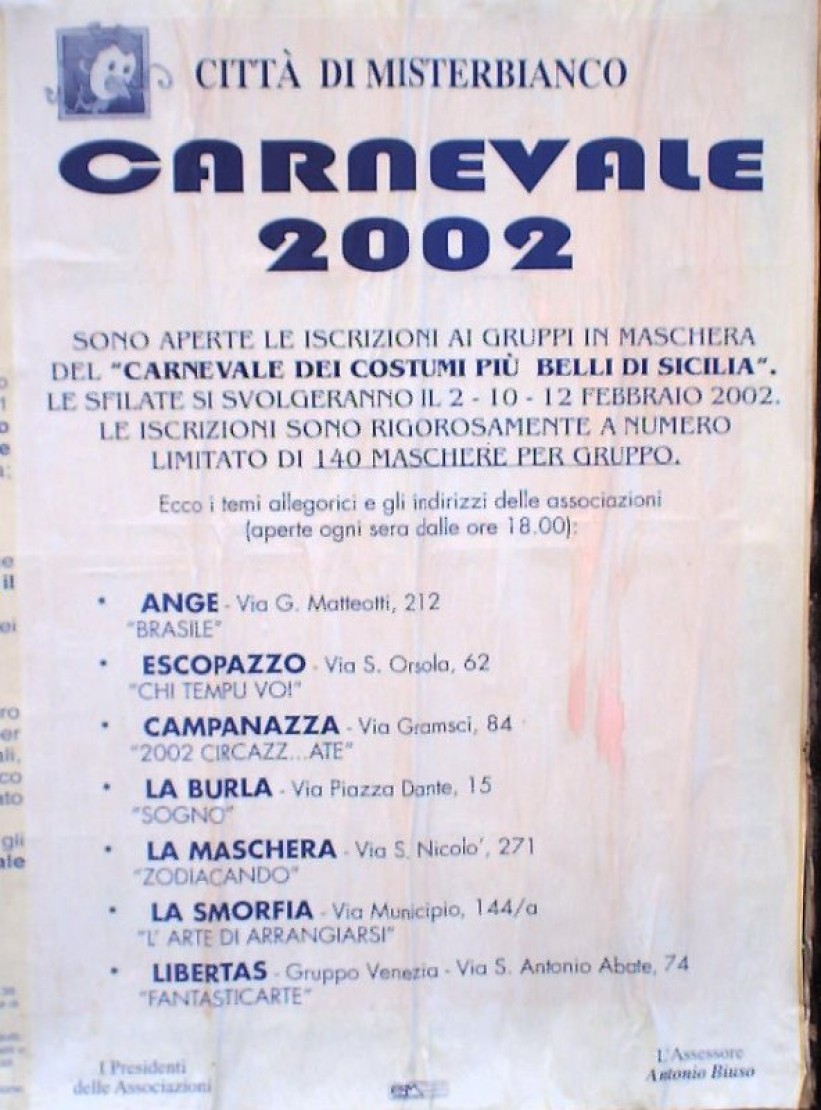 CITTÀ DI MISTERBIANCO
CARNEVALE
2002
SONO APERTE LE ISCRIZIONI AI GRUPPI IN MASCHERA
DEL "CARNEVALE DEI COSTUMI PIÙ BELLI DI SICILIA".
LE SFILATE SI SVOLGERANNO IL 2 - 10 - 12 FEBBRAIO 2002.
LE ISCRIZIONI SONO RIGOROSAMENTE A NUMERO
LIMITATO DI 140 MASCHERE PER GRUPPO.
Ecco i temi allegorici e gli indirizzi delle associazioni
(aperte ogni sera dalle ore 18.00):
• ANGE - Via G. Matteotti, 212
"BRASILE"
• ESCOPAZZO - Via S. Orsola, 62
"CHI TEMPU VO!"
• CAMPANAZZA - Via Gramsci, 84
"2002 CIRCAZZ...ATE"
• LA BURLA - Via Piazza Dante, 15
"SOGNO"
• LA MASCHERA - Via S. Nicolo', 271
"ZODIACANDO"
• LA SMORFIA - Via Municipio, 144/a
"L' ARTE DI ARRANGIARSI"
• LIBERTAS - Gruppo Venezia - Via S. Antonio Abate, 74
"FANTASTICARTE"
I Presidenti
delle Associazioni
L'Assessore
Antonio Biuso